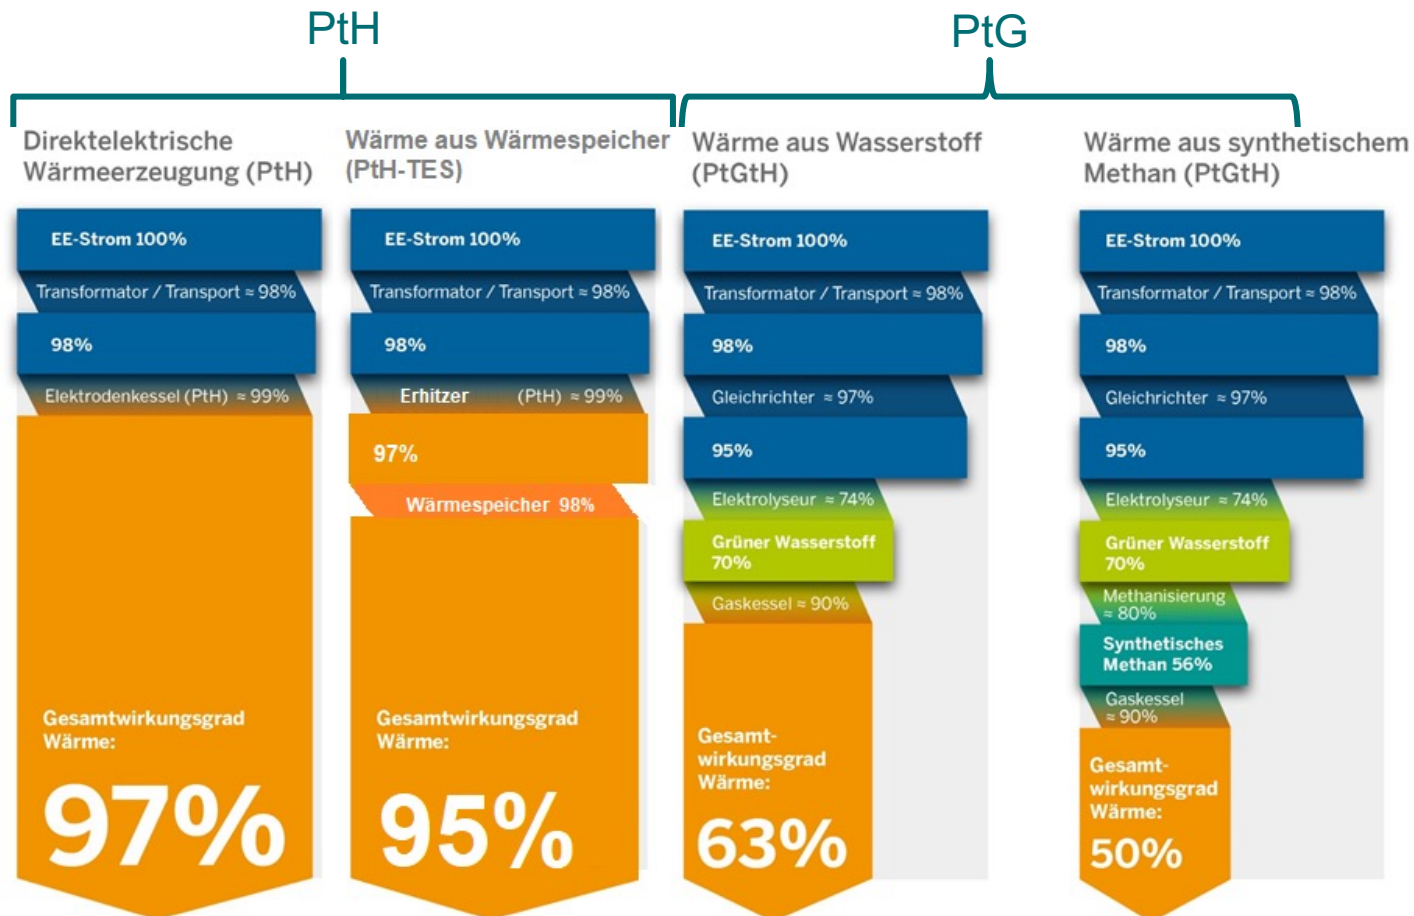 PtH
PtG
Direktelektrische
Wärmeerzeugung (PtH)
EE-Strom 100%
Transformator / Transport ≈ 98%
98%
Elektrodenkessel (PtH) ≈ 99%
Gesamtwirkungsgrad
Wärme:
97%
Wärme aus Wärmespeicher
(PtH-TES)
EE-Strom 100%
Transformator / Transport ≈ 98%
98%
Erhitzer (PtH) ≈ 99%
97%
Wärmespeicher 98%
Gesamtwirkungsgrad
Wärme:
95%
Wärme aus Wasserstoff
(PtGtH)
EE-Strom 100%
Transformator / Transport ≈ 98%
98%
Gleichrichter ≈ 97%
95%
Elektrolyseur ≈ 74%
Grüner Wasserstoff
70%
Gaskessel ≈ 90%
Gesamt-
wirkungsgrad
Wärme:
63%
Wärme aus synthetischem
Methan (PtGtH)
EE-Strom 100%
Transformator / Transport ≈ 98%
98%
Gleichrichter ≈ 97%
95%
Elektrolyseur ≈ 74%
Grüner Wasserstoff
70%
Methanisierung
≈ 80%
Synthetisches
Methan 56%
Gaskessel
≈ 90%
Gesamt-
wirkungsgrad
Wärme:
50%